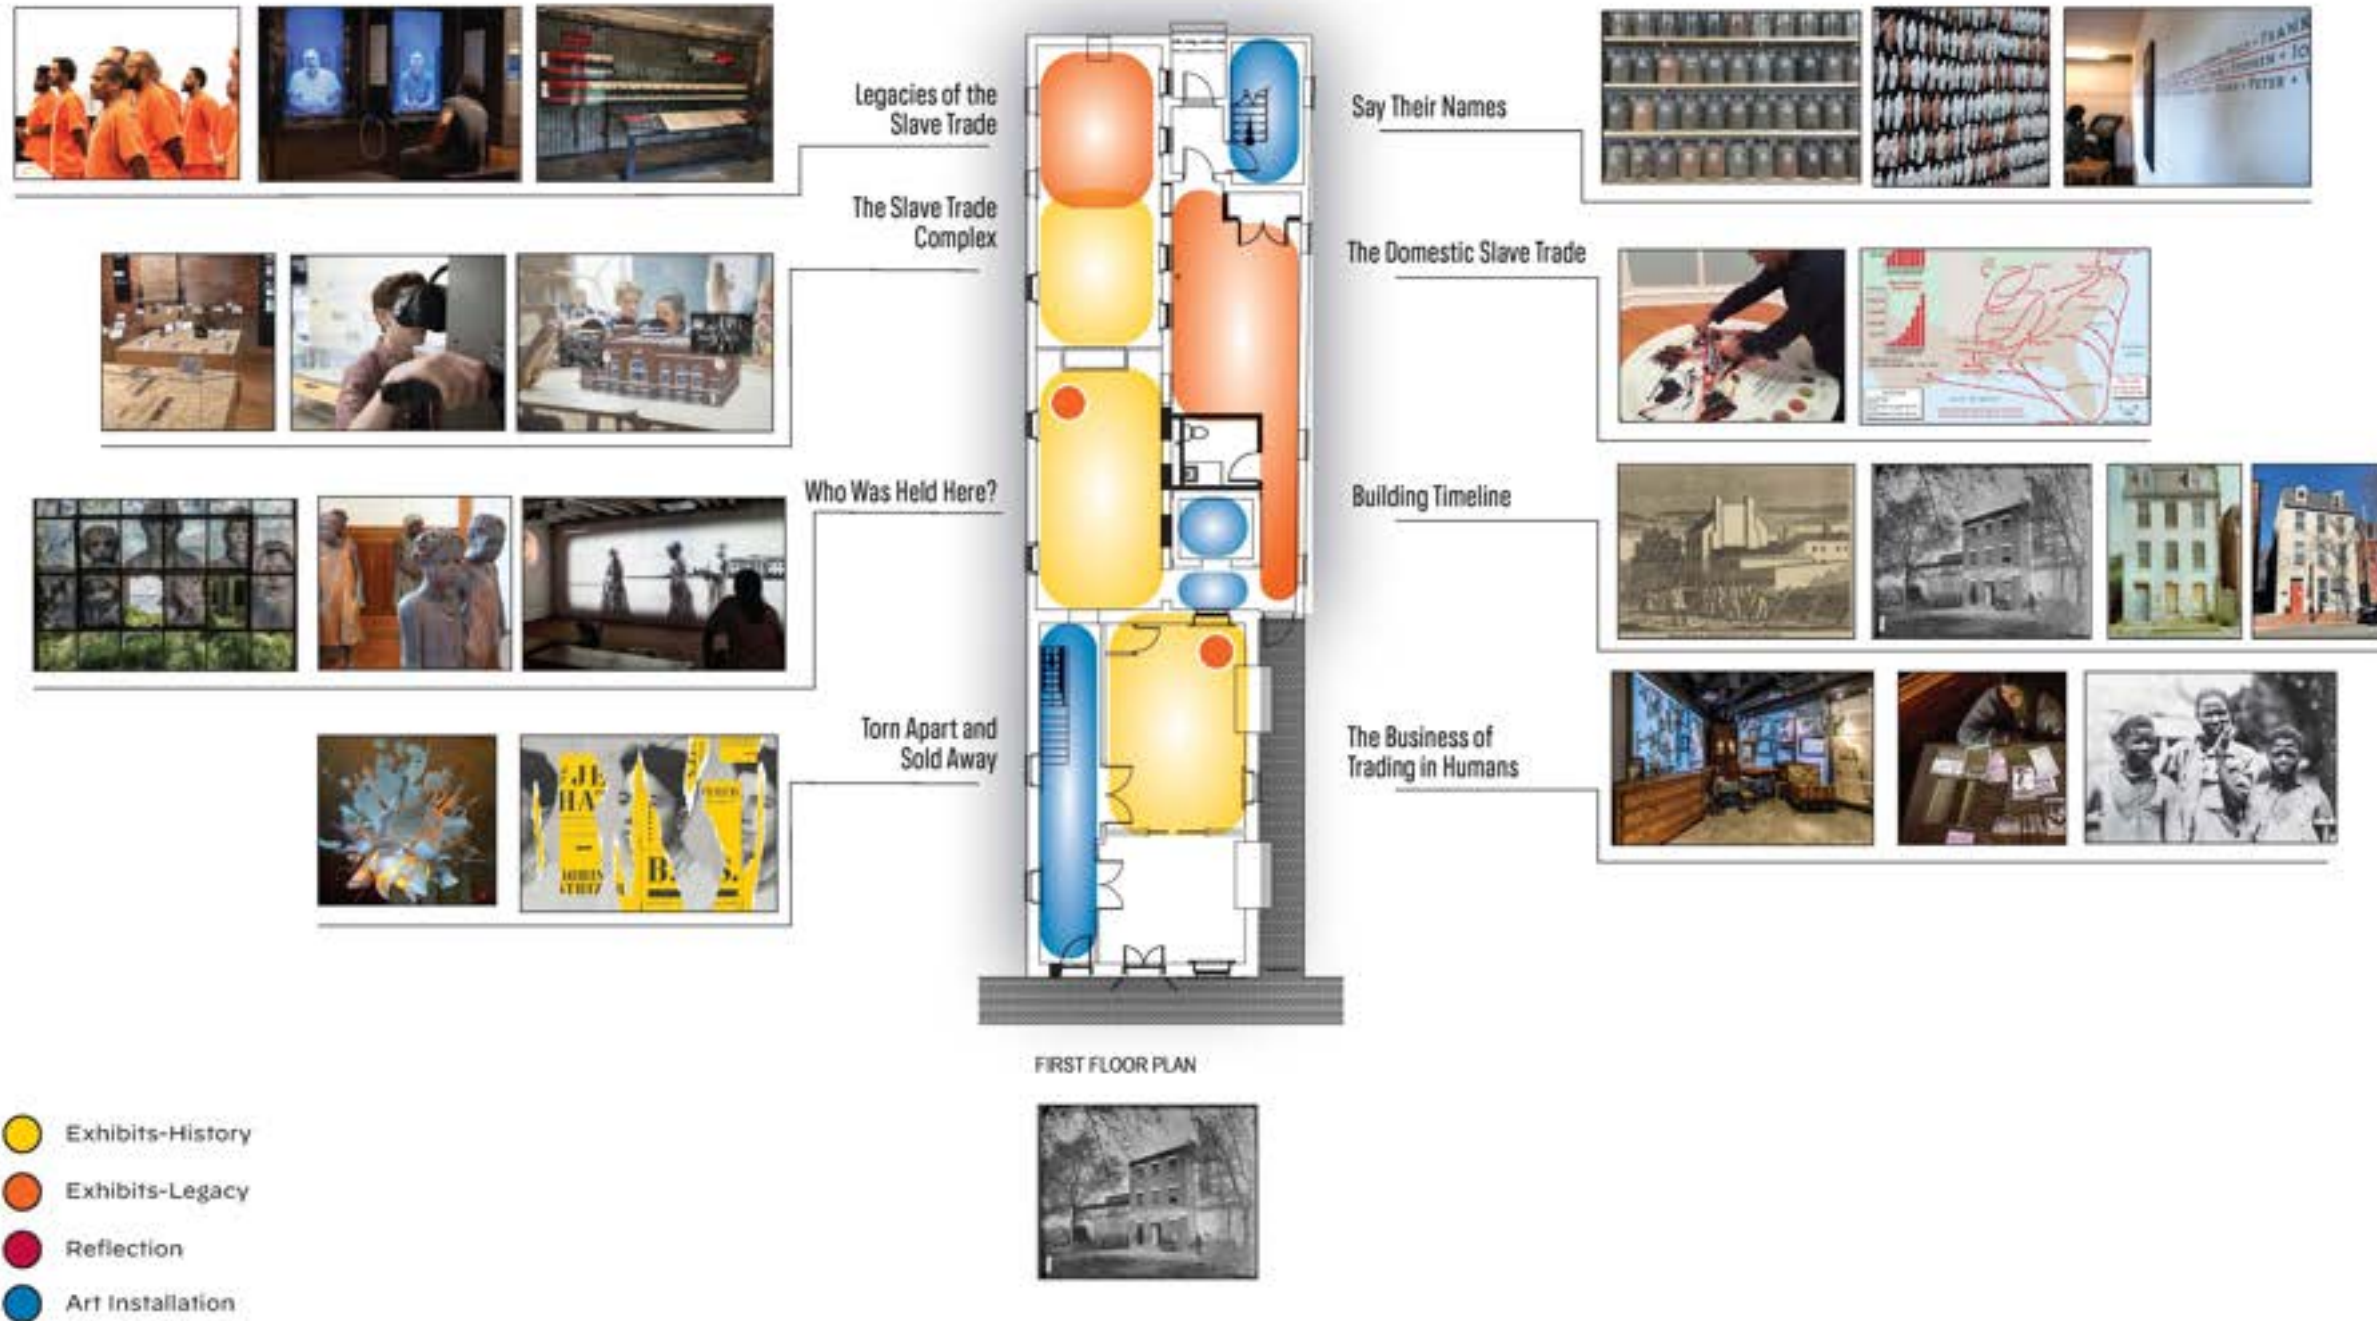 Legacies of the
Slave Trade
The Slave Trade
Complex
Who Was Held Here?
Torn Apart and
Sold Away
Say Their Names
The Domestic Slave Trade
Building Timeline
The Business of
Trading in Humans
FIRST FLOOR PLAN
Exhibits-History
Exhibits-Legacy
Reflection
Art Installation